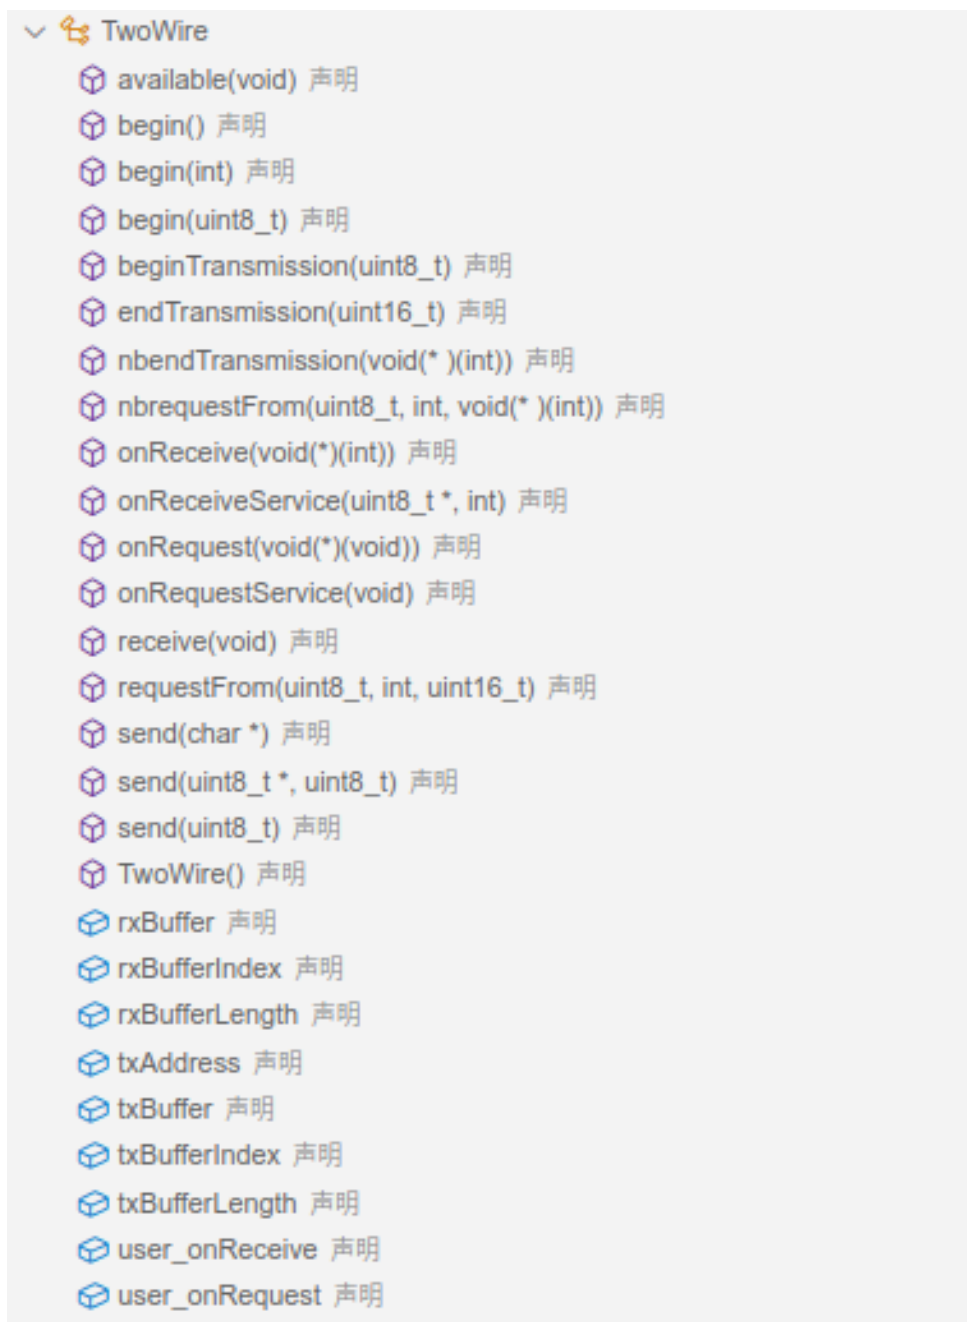 TwoWire
available(void) 声明
begin() 声明
begin(int) 声明
begin(uint8_t) 声明
beginTransmission(uint8_t) 声明
endTransmission(uint16_t) 声明
nbendTransmission(void(* )(int)) 声明
nbrequestFrom(uint8_t, int, void(* )(int)) 声明
onReceive(void(*)(int)) 声明
onReceiveService(uint8_t *, int) 声明
onRequest(void(*)(void)) 声明
onRequestService(void) 声明
receive(void) 声明
requestFrom(uint8_t, int, uint16_t) 声明
send(char *) 声明
send(uint8_t *, uint8_t) 声明
send(uint8_t) 声明
TwoWire() 声明
rxBuffer 声明
rxBufferIndex 声明
rxBufferLength 声明
txAddress 声明
txBuffer 声明
txBufferIndex 声明
txBufferLength 声明
user_onReceive 声明
user_onRequest 声明